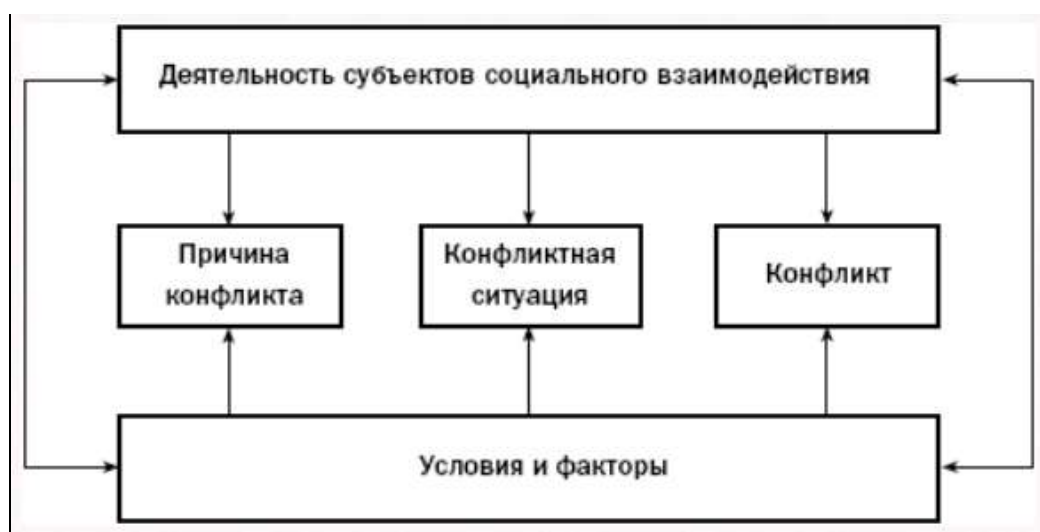 Деятельность субъектов социального взаимодействия
Причина
конфликта
Конфликтная
ситуация
Конфликт
Условия и факторы